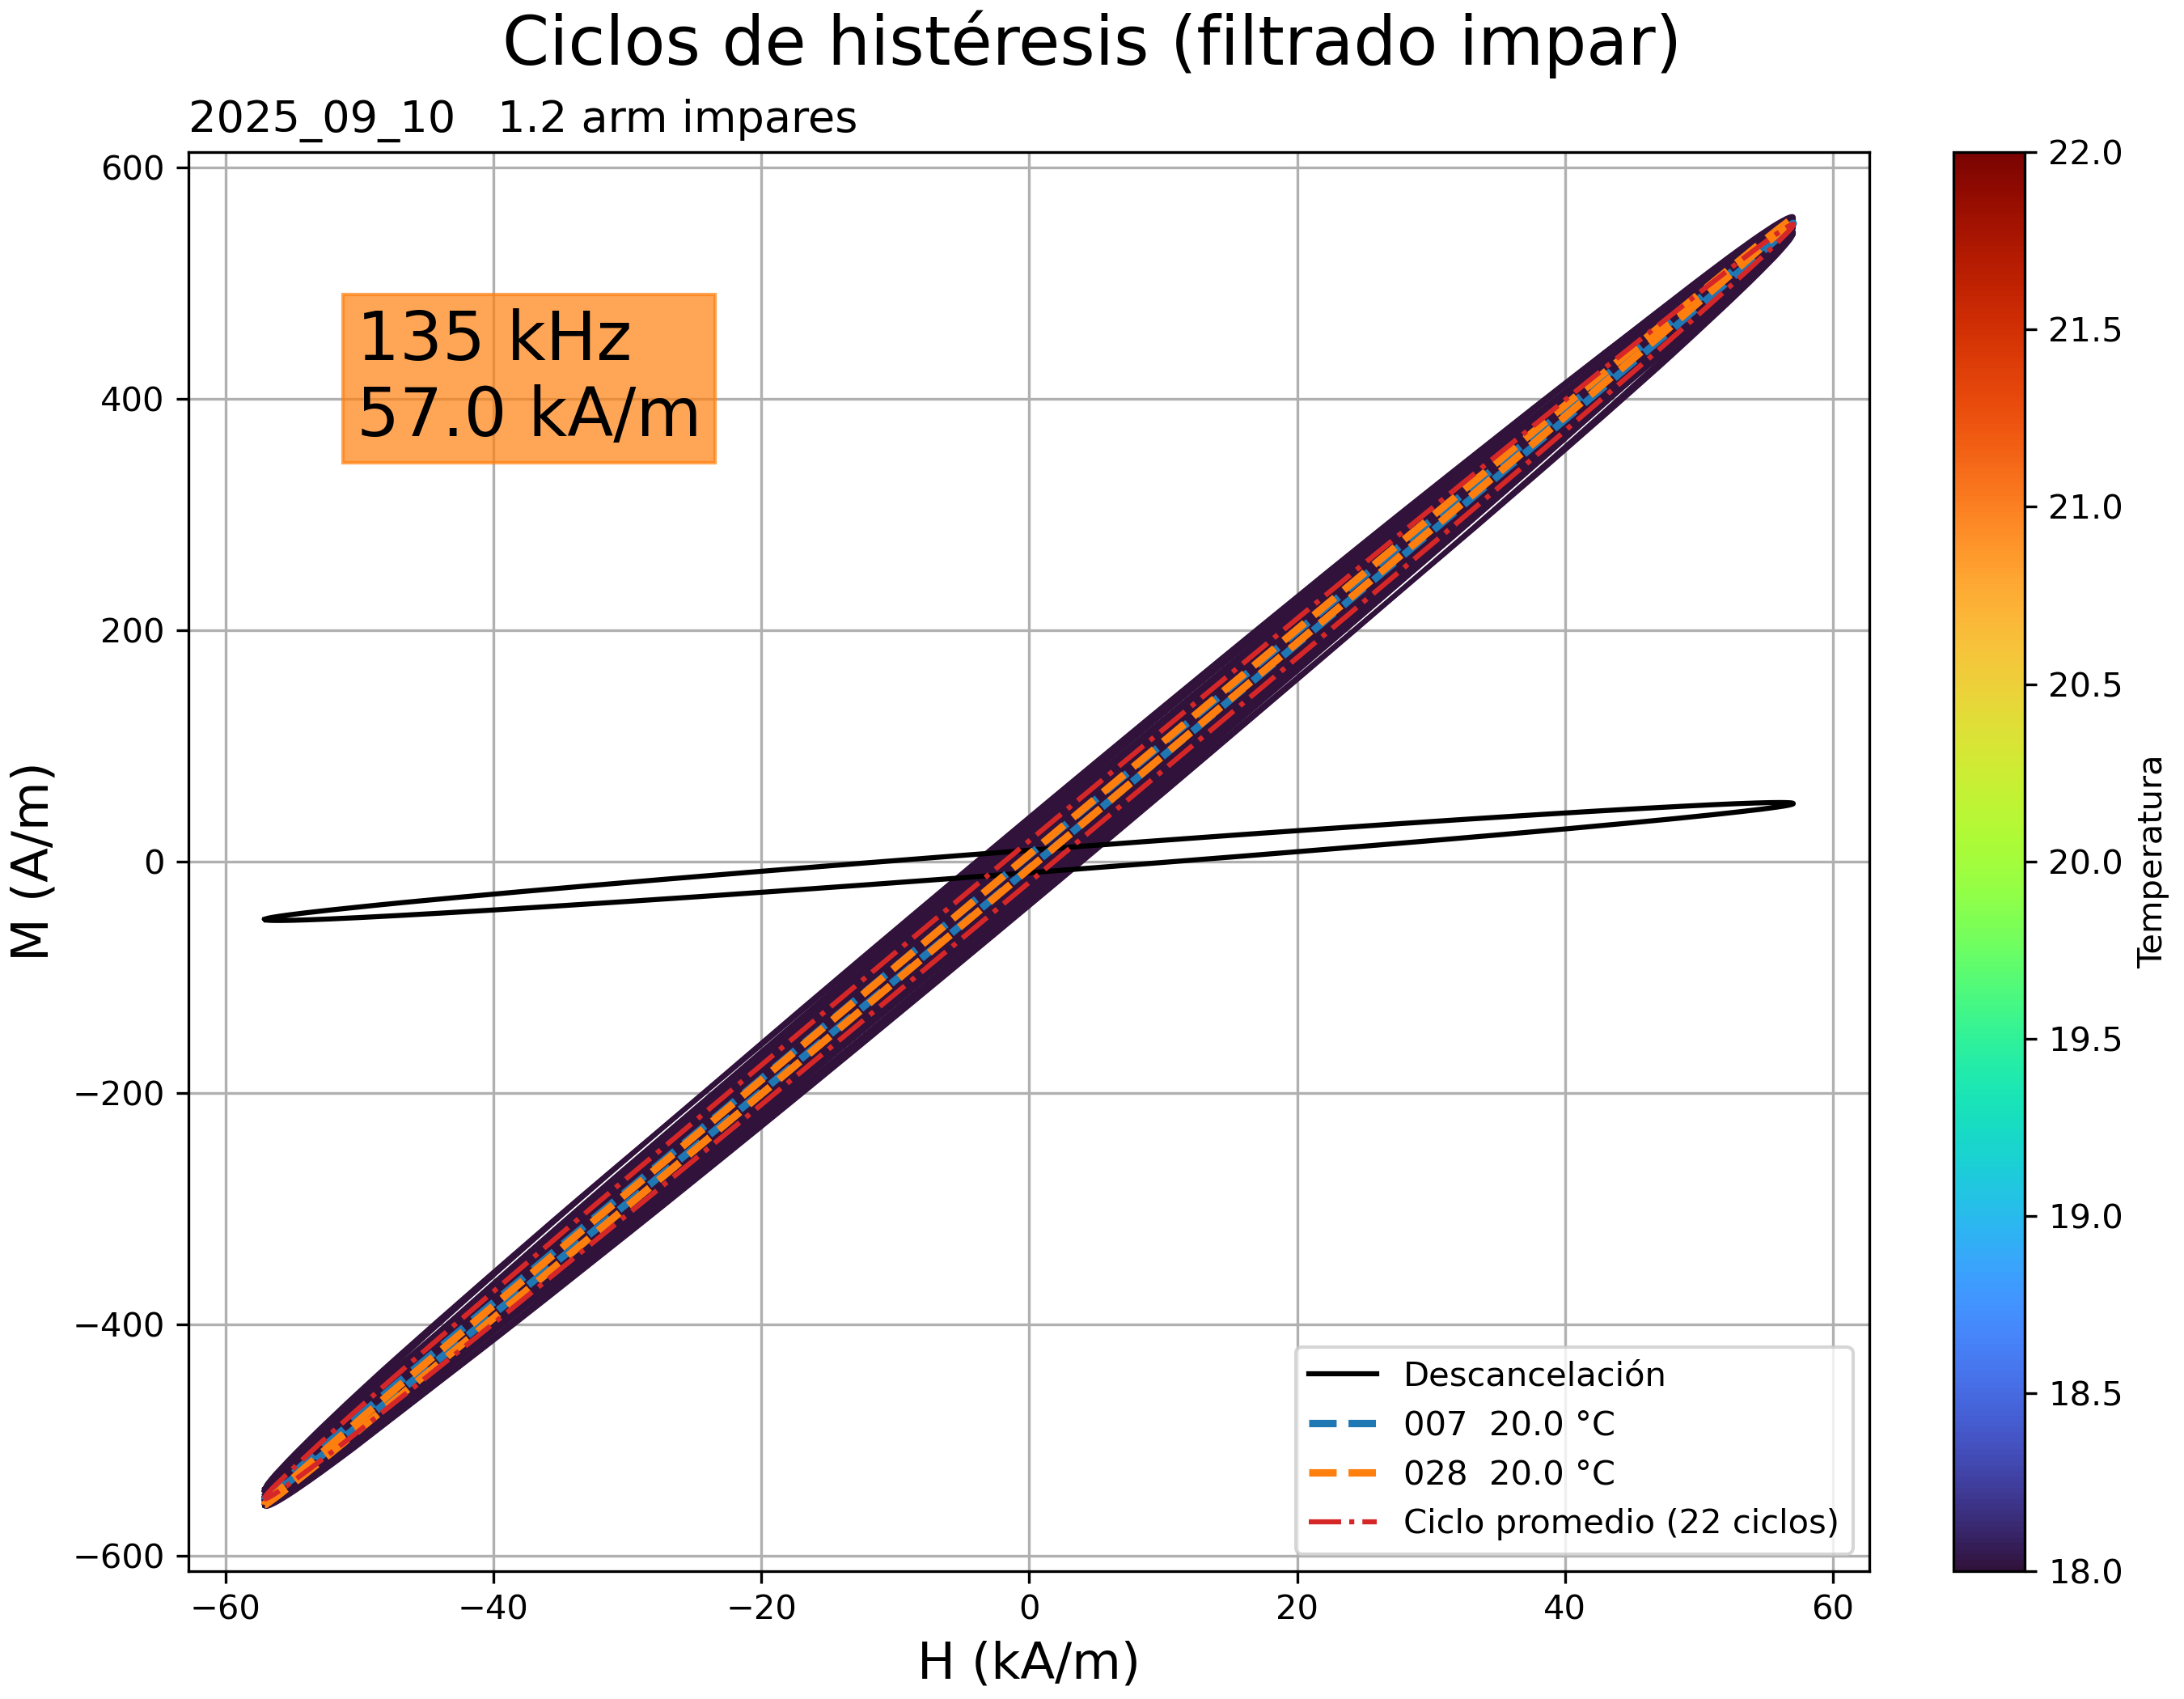 Ciclos de histéresis (filtrado impar)
2025_09_10   1.2 arm impares
135 kHz
57.0 kA/m
M (A/m)
600
400
200
0
−200
−400
−600
−60
−40
−20
0
20
40
60
H (kA/m)
Descancelación
007  20.0 °C
028  20.0 °C
Ciclo promedio (22 ciclos)
22.0
21.5
21.0
20.5
20.0
19.5
19.0
18.5
18.0
Temperatura